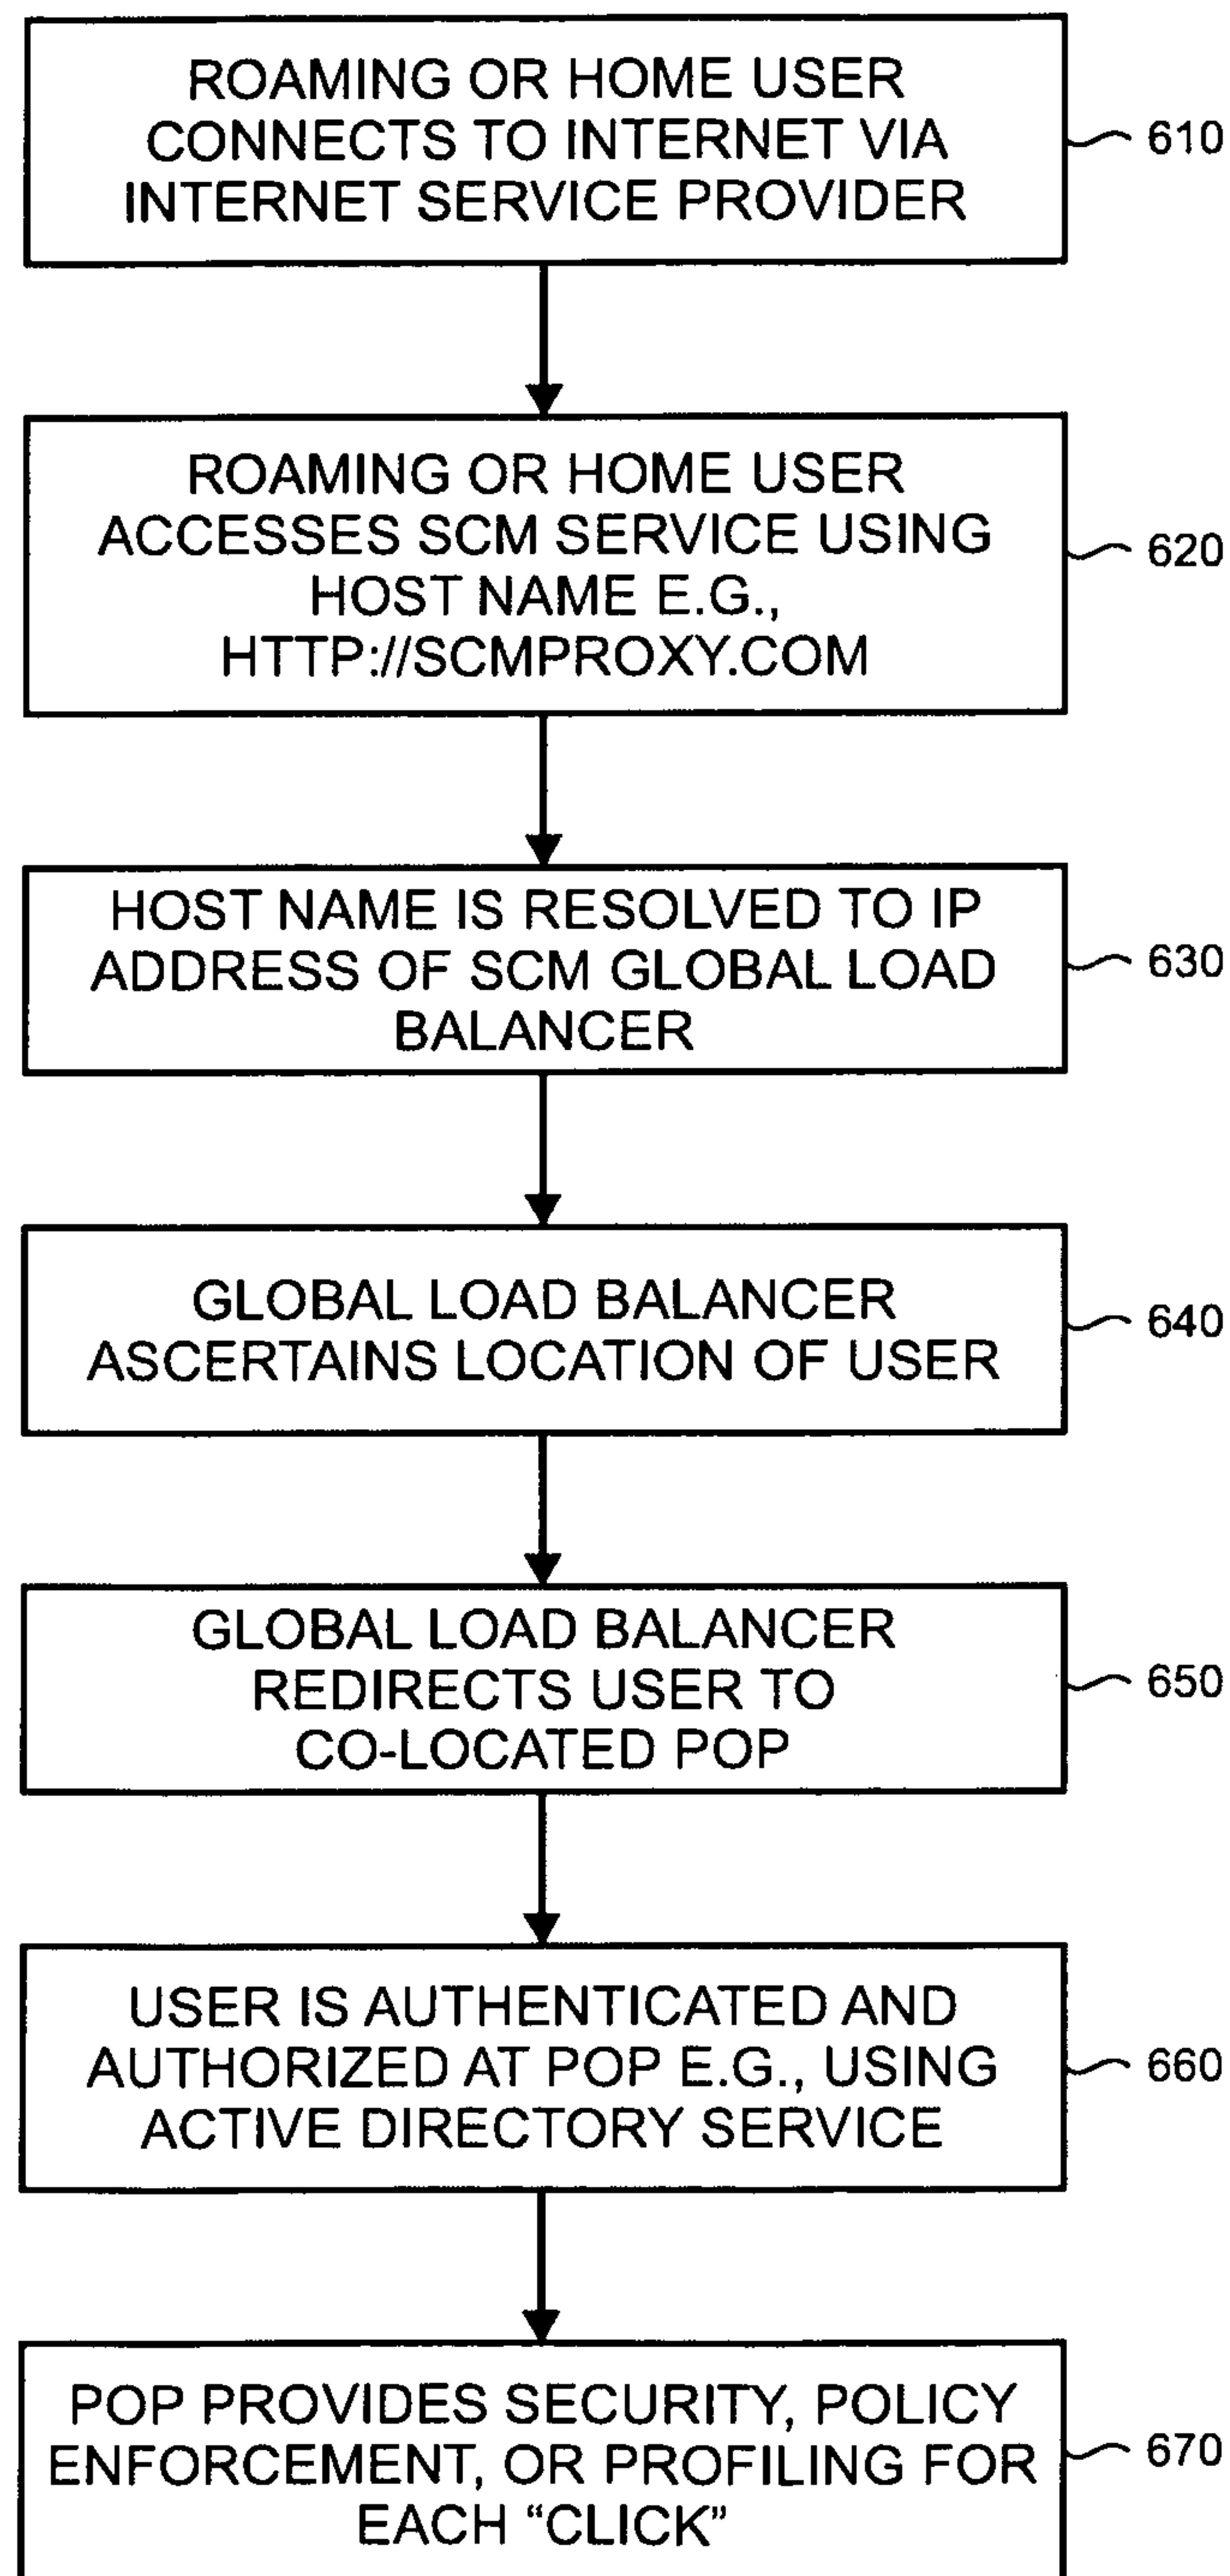 ROAMING OR HOME USER
CONNECTS TO INTERNET VIA
INTERNET SERVICE PROVIDER
610
ROAMING OR HOME USER
ACCESSES SCM SERVICE USING
HOST NAME E.G.,
HTTP://SCMPROXY.COM
620
HOST NAME IS RESOLVED TO IP
ADDRESS OF SCM GLOBAL LOAD
BALANCER
630
GLOBAL LOAD BALANCER
ASCERTAINS LOCATION OF USER
640
GLOBAL LOAD BALANCER
REDIRECTS USER TO
CO-LOCATED POP
650
USER IS AUTHENTICATED AND
AUTHORIZED AT POP E.G., USING
ACTIVE DIRECTORY SERVICE
660
POP PROVIDES SECURITY, POLICY
ENFORCEMENT, OR PROFILING FOR
EACH “CLICK”
670